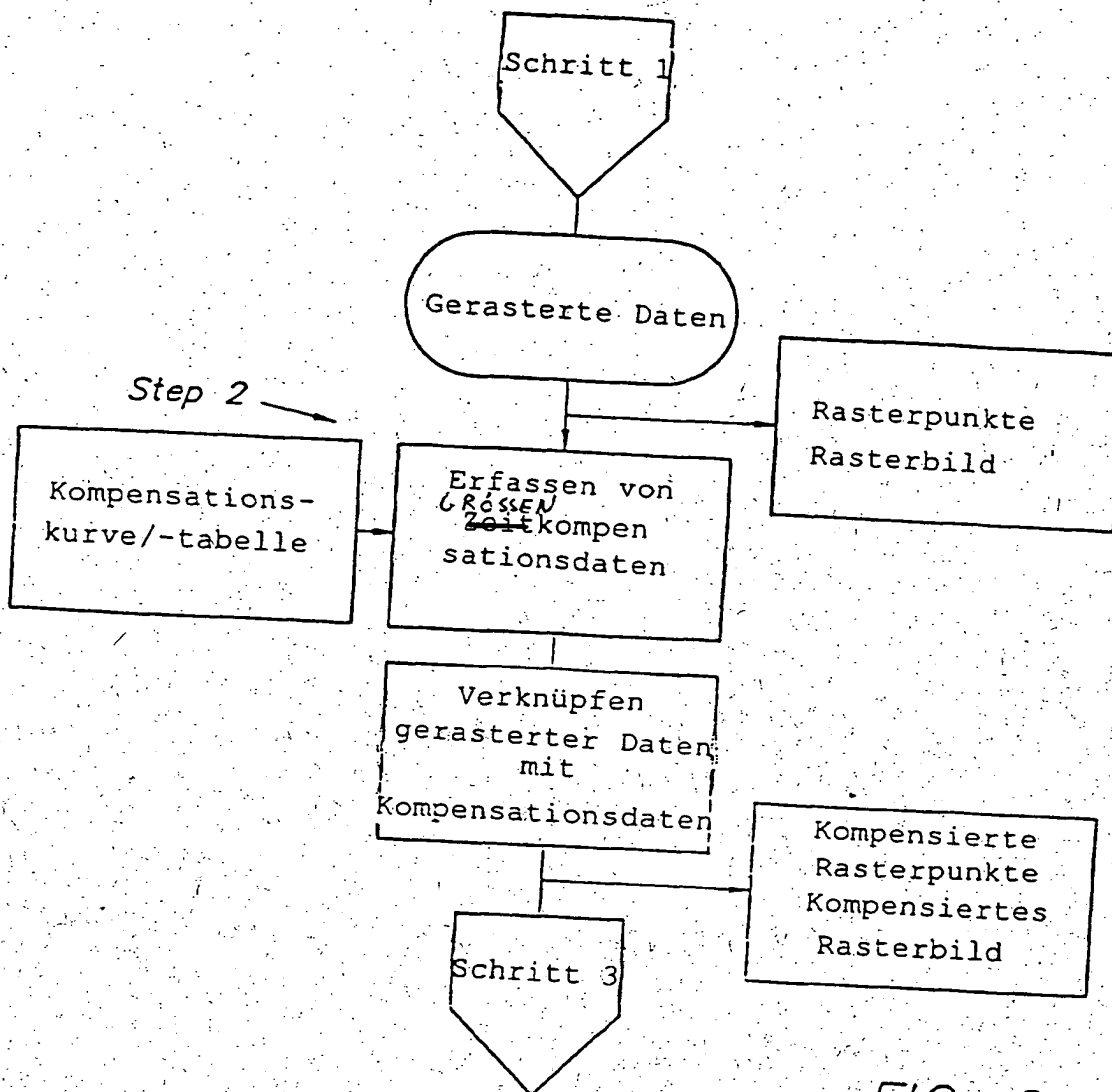 Schritt 1
Gerasterte Daten
Step 2
Rasterpunkte
Rasterbild
Kompensations-
kurve/-tabelle
Erfassen von
GRÖSSEN
Zeitkompen
sationsdaten
Verknüpfen
gerasterter Daten
mit
Kompensationsdaten
Kompensierte
Rasterpunkte
Kompensiertes
Rasterbild
Schritt 3